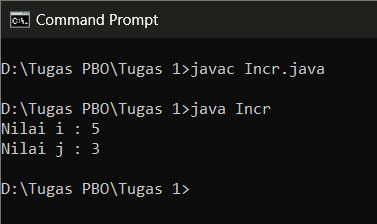 Command Prompt
D:\Tugas PBO\Tugas 1>javac Incr.java
D:\Tugas PBO\Tugas 1>java Incr
Nilai i : 5
Nilai j : 3
D:\Tugas PBO\Tugas 1>